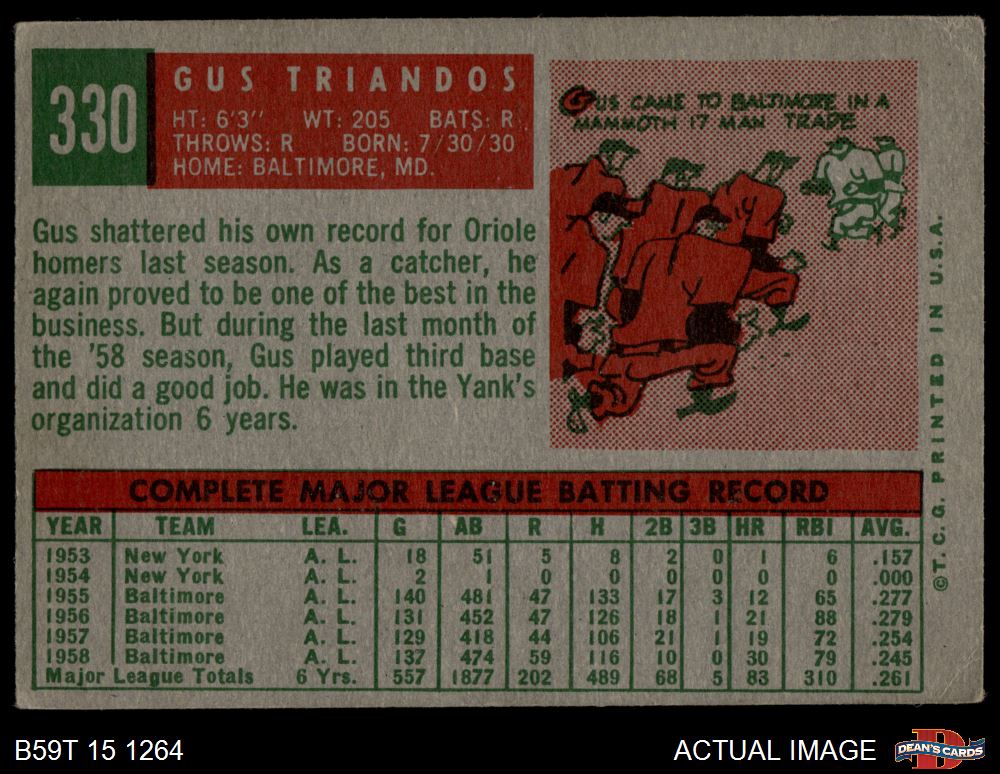 330
GUS TRIANDOS
HT: 6'3" WT: 205 BATS: R
THROWS: R BORN: 7/30/30
HOME: BALTIMORE, MD.
GUS CAME TO BALTIMORE IN A
MAMMOTH 17 MAN TRADE
Gus shattered his own record for Oriole
homers last season. As a catcher, he
again proved to be one of the best in the
business. But during the last month of
the '58 season, Gus played third base
and did a good job. He was in the Yank's
organization 6 years.
COMPLETE MAJOR LEAGUE BATTING RECORD
YEAR TEAM LEA. G AB R H 2B 3B HR RBI AVG.
1953 New York A. L. 18 51 5 8 2 0 1 6 .157
1954 New York A. L. 2 1 0 0 0 0 0 0 .000
1955 Baltimore A. L. 140 481 47 133 17 3 12 65 .277
1956 Baltimore A. L. 131 452 47 126 18 1 21 88 .279
1957 Baltimore A. L. 129 418 44 106 21 1 19 72 .254
1958 Baltimore A. L. 137 474 59 116 10 0 30 79 .245
Major League Totals 6 Yrs. 557 1877 202 489 68 5 83 310 .261
©T. C. G. PRINTED IN U.S.A.
B59T 15 1264
ACTUAL IMAGE
D
DEAN'S CARDS